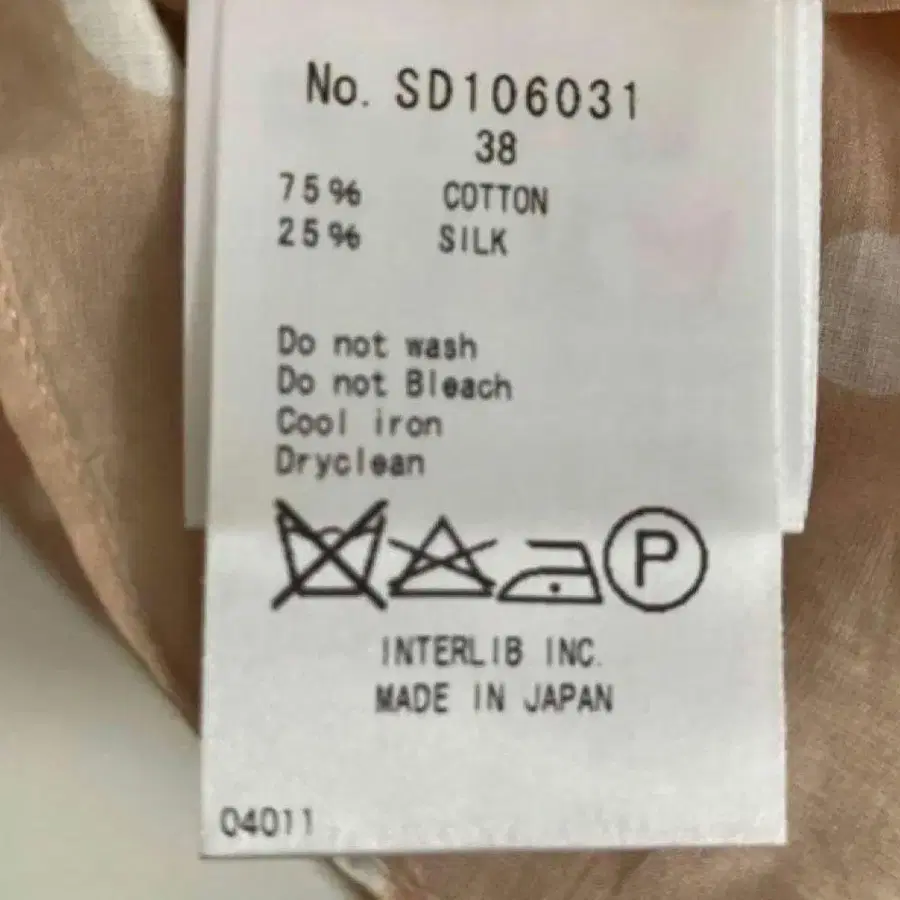 No. SD106031
38
75% COTTON
25% SILK
Do not wash
Do not Bleach
Cool iron
Dryclean
P
INTERLIB INC.
MADE IN JAPAN
04011